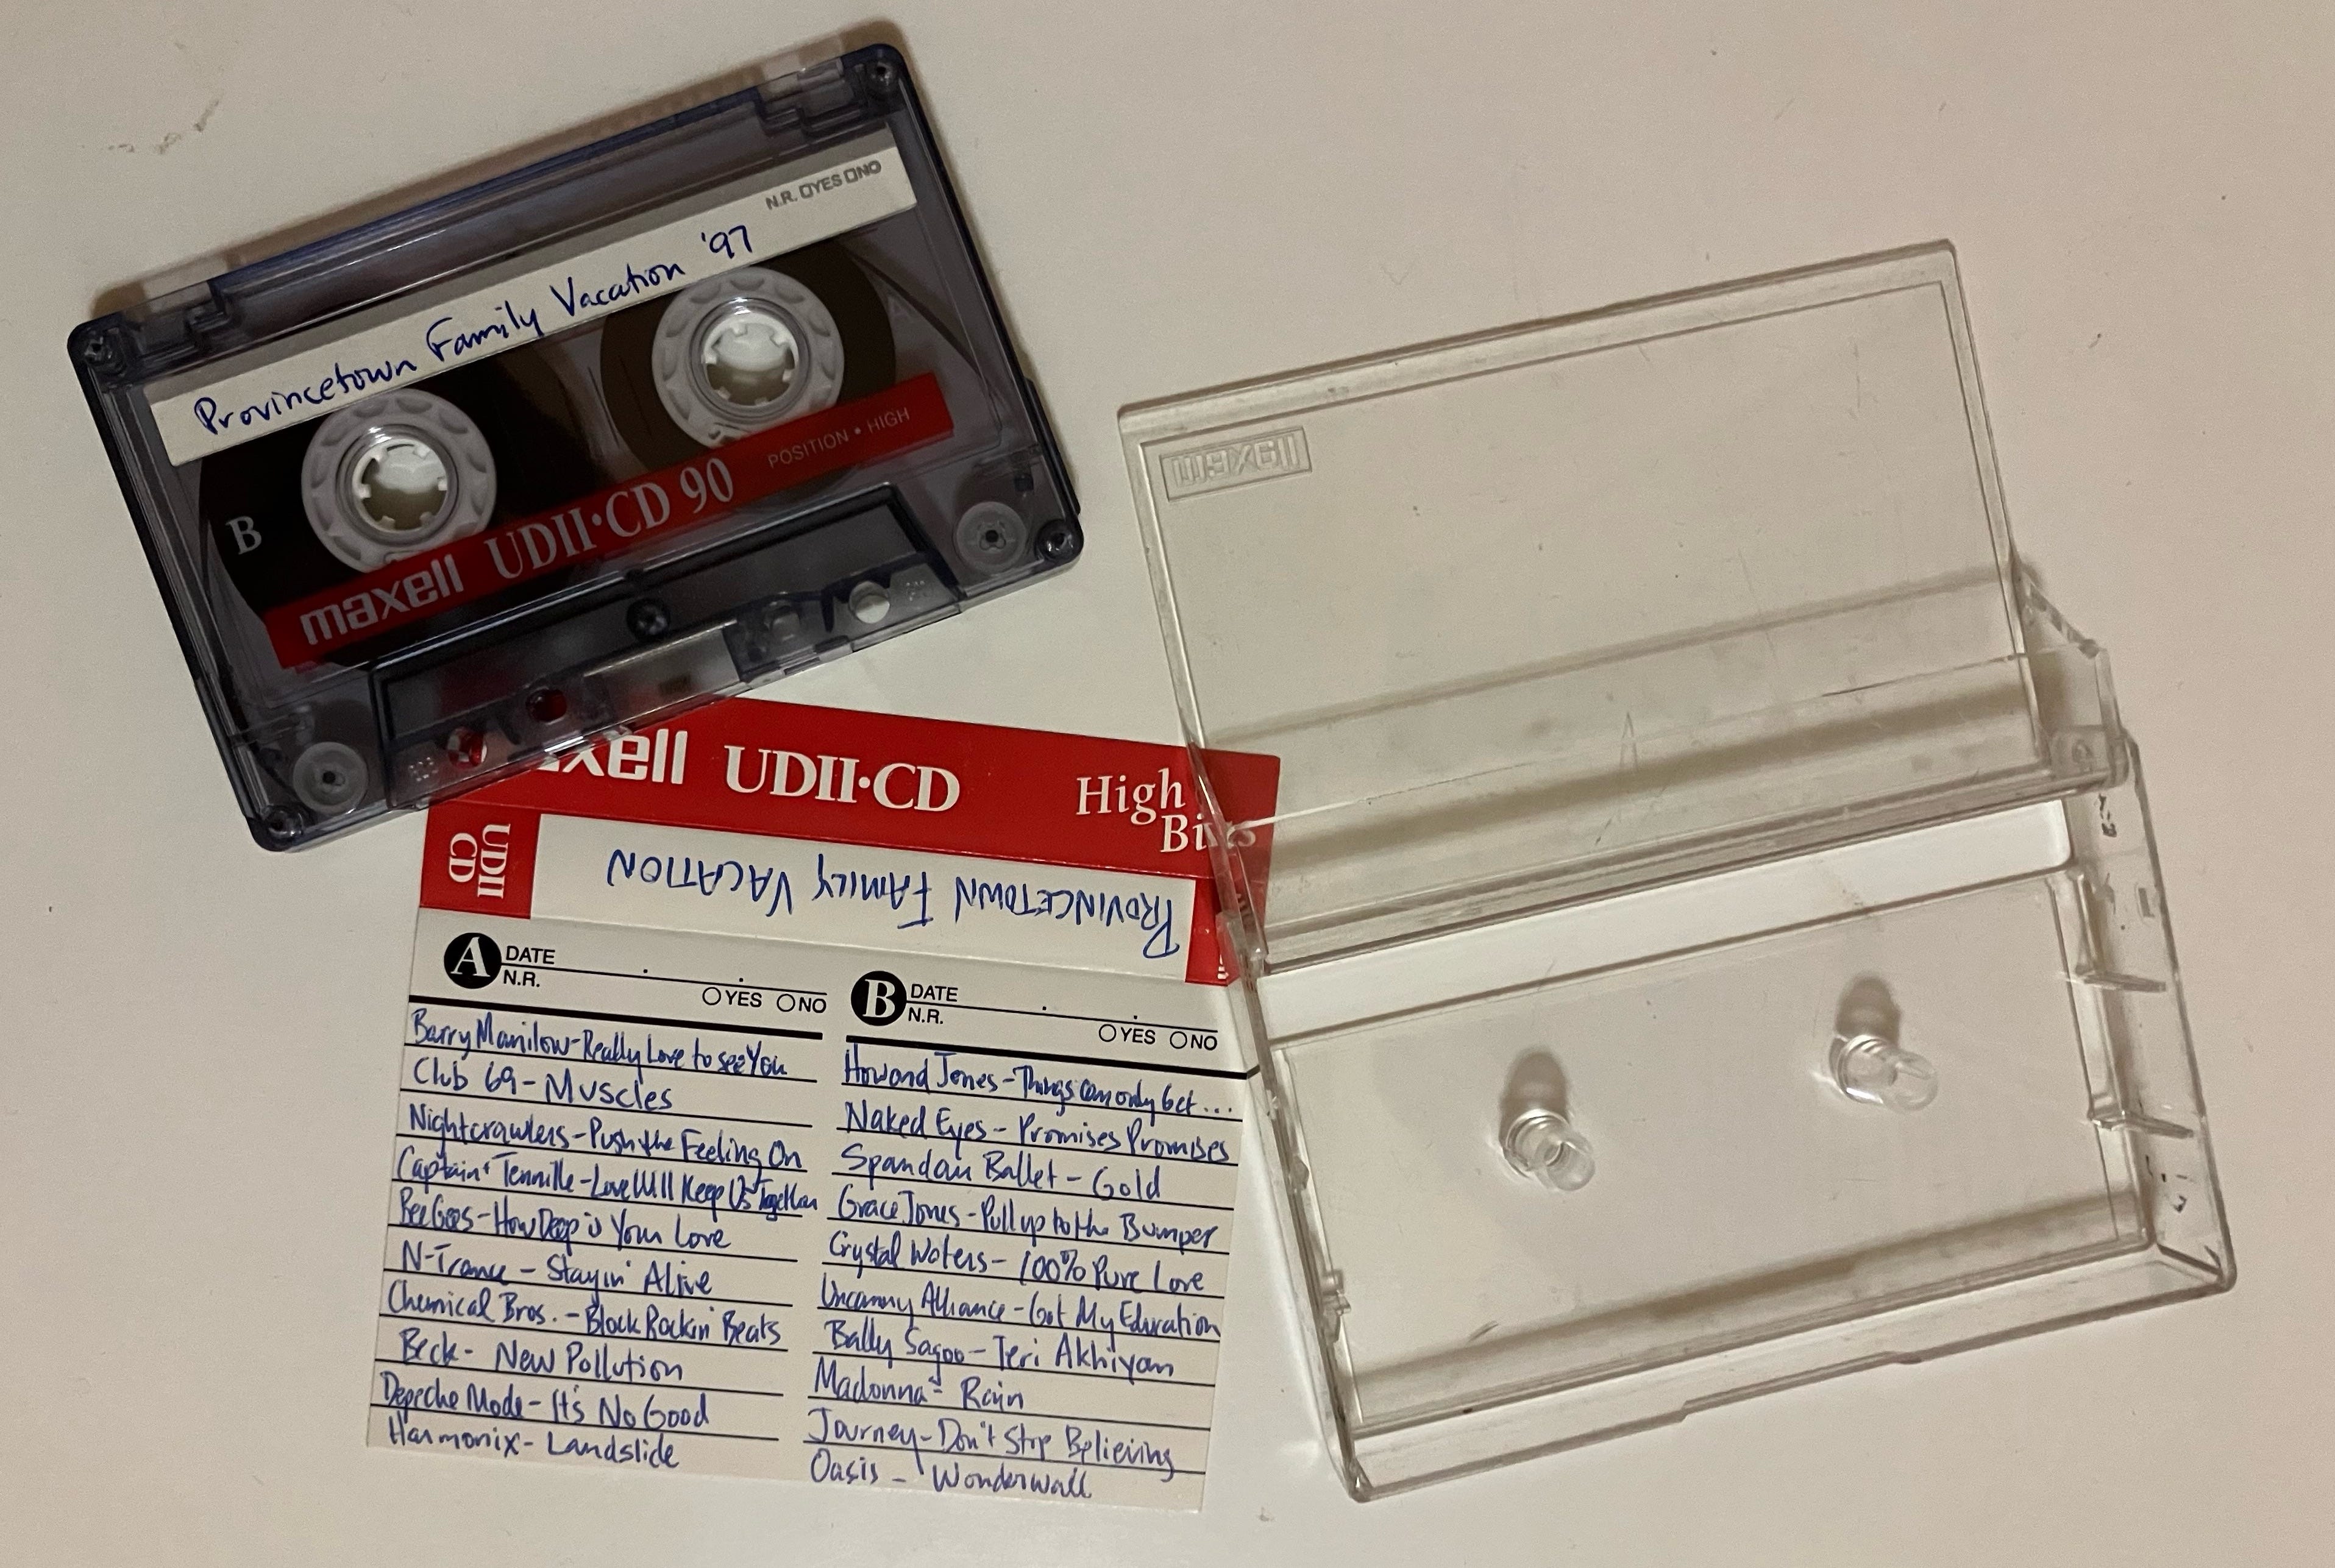 N.R. ☐YES ☐NO
Provincetown Family Vacation '97
B
maxell UDII•CD 90 POSITION • HIGH
maxell
xell UDII•CD High
Bi
UDII
CD
PROVINCETOWN FAMILY VACATION
A DATE
N.R. ○YES ○NO
Barry Manilow - Really Love to see You
Club 69 - Muscles
Nightcrawlers - Push the Feeling On
Captain & Tennille - Love Will Keep Us Together
Bee Gees - How Deep is Your Love
N-Trance - Stayin' Alive
Chemical Bros. - Block Rockin' Beats
Beck - New Pollution
Depeche Mode - It's No Good
Harmonix - Landslide
B DATE
N.R. ○YES ○NO
Howard Jones - Things can only Get ...
Naked Eyes - Promises Promises
Spandau Ballet - Gold
Grace Jones - Pull up to the Bumper
Crystal Waters - 100% Pure Love
Uncanny Alliance - Got My Education
Bally Sagoo - Teri Akhiyan
Madonna - Rain
Journey - Don't Stop Believing
Oasis - Wonderwall